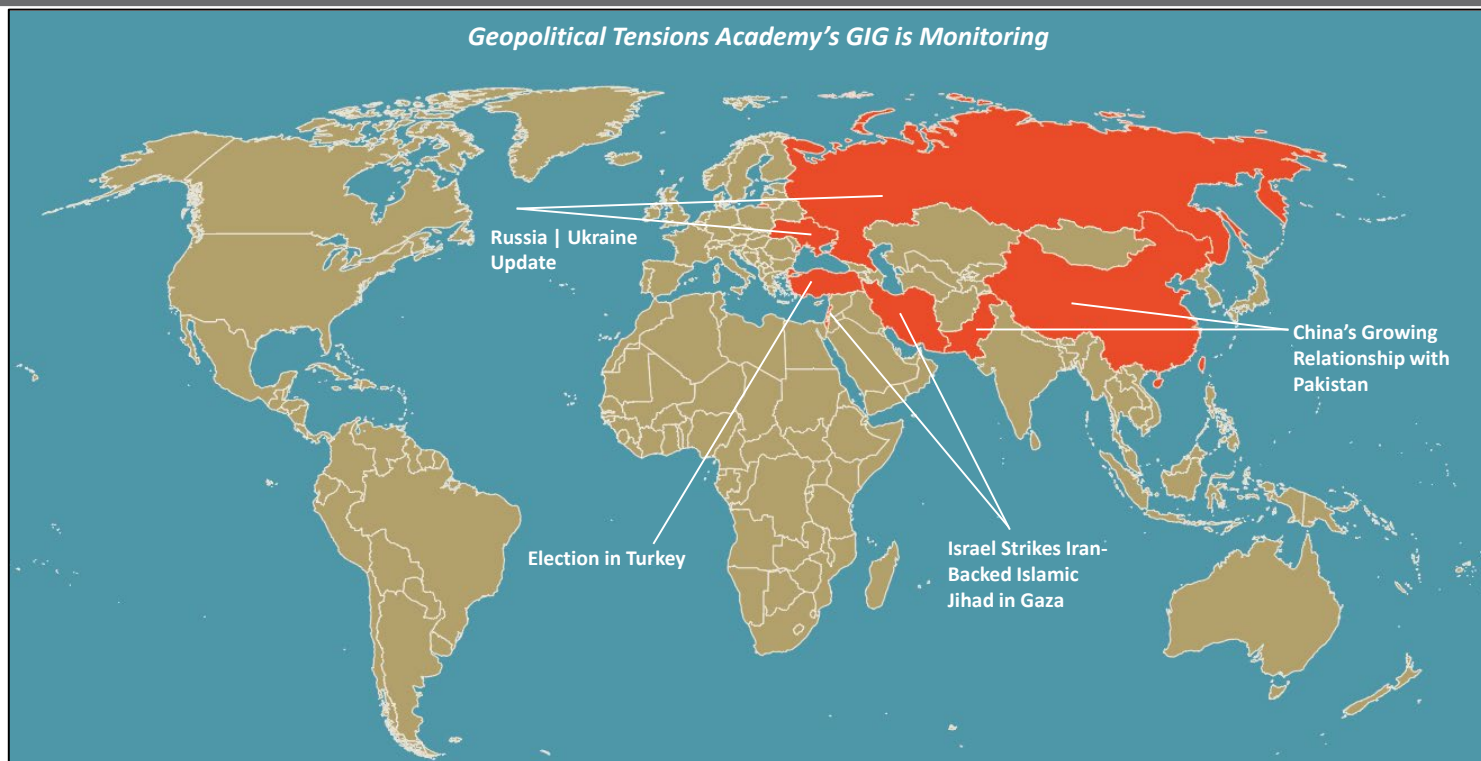 Geopolitical Tensions Academy's GIG is Monitoring
Russia | Ukraine
Update
China's Growing
Relationship with
Pakistan
Election in Turkey
Israel Strikes Iran-
Backed Islamic
Jihad in Gaza